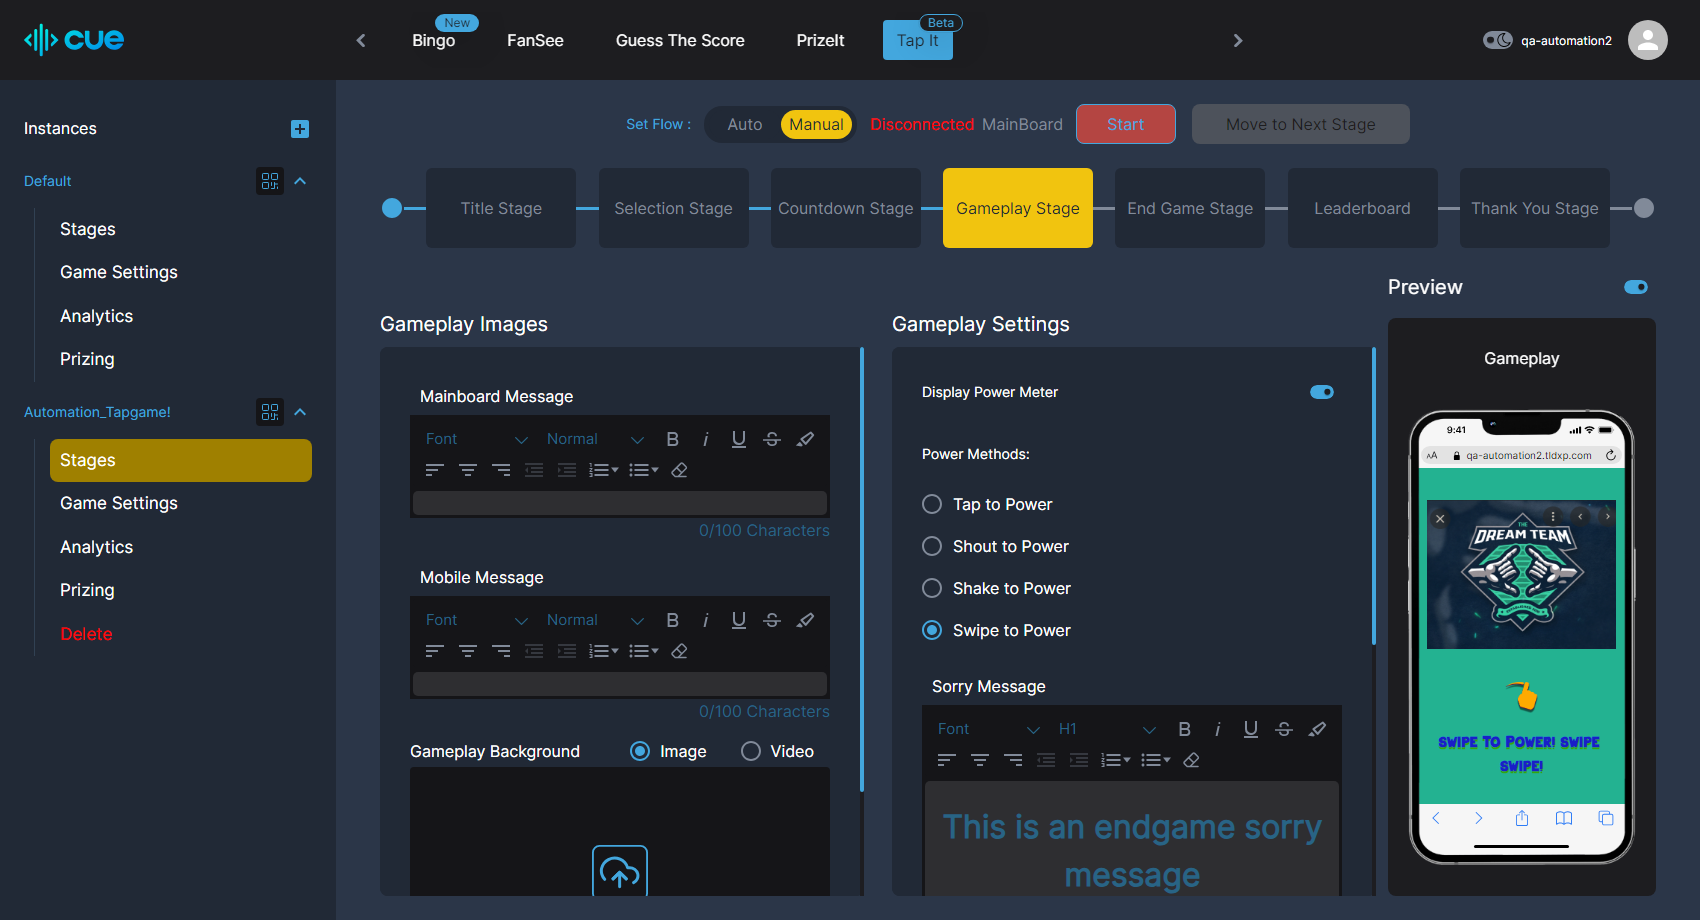 cue
New
Bingo
FanSee
Guess The Score
PrizeIt
Beta
Tap It
qa-automation2
Instances
Default
Stages
Game Settings
Analytics
Prizing
Automation_Tapgame!
Stages
Game Settings
Analytics
Prizing
Delete
Set Flow :
Auto
Manual
Disconnected MainBoard
Start
Move to Next Stage
Title Stage
Selection Stage
Countdown Stage
Gameplay Stage
End Game Stage
Leaderboard
Thank You Stage
Gameplay Images
Mainboard Message
Font
Normal
B i U S
0/100 Characters
Mobile Message
Font
Normal
B i U S
0/100 Characters
Gameplay Background
Image
Video
Gameplay Settings
Display Power Meter
Power Methods:
Tap to Power
Shout to Power
Shake to Power
Swipe to Power
Sorry Message
Font
H1
B i U S
This is an endgame sorry
message
Preview
Gameplay
9:41
AA
qa-automation2.tldxp.com
THE
DREAM TEAM
SWIPE TO POWER! SWIPE
SWIPE!